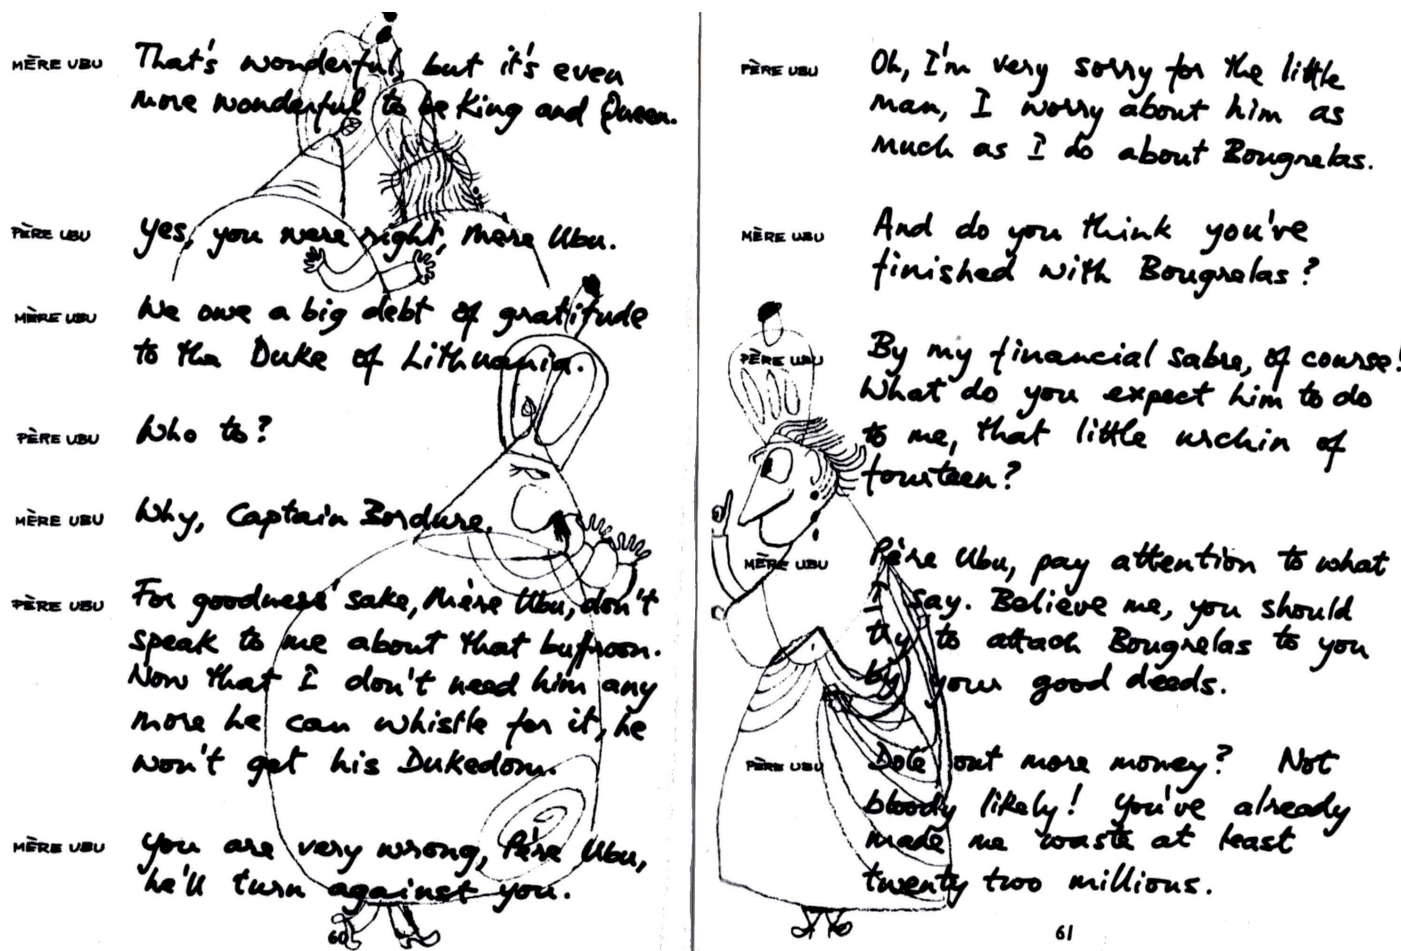 MÈRE UBU That's wonderful, but it's even
more wonderful to be King and Queen.
PÈRE UBU Yes, you were right, Mère Ubu.
MÈRE UBU We owe a big debt of gratitude
to the Duke of Lithuania.
PÈRE UBU Who to?
MÈRE UBU Why, Captain Bordure.
PÈRE UBU For goodness' sake, Mère Ubu, don't
speak to me about that buffoon.
Now that I don't need him any
more he can whistle for it, he
won't get his Dukedom.
MÈRE UBU You are very wrong, Père Ubu,
he'll turn against you.
60
PÈRE UBU Oh, I'm very sorry for the little
man, I worry about him as
much as I do about Bougrelas.
MÈRE UBU And do you think you've
finished with Bougrelas?
PÈRE UBU By my financial sabre, of course!
What do you expect him to do
to me, that little urchin of
fourteen?
MÈRE UBU Père Ubu, pay attention to what
I say. Believe me, you should
try to attach Bougrelas to you
by your good deeds.
PÈRE UBU Dole out more money? Not
bloody likely! You've already
made me waste at least
twenty two millions.
61